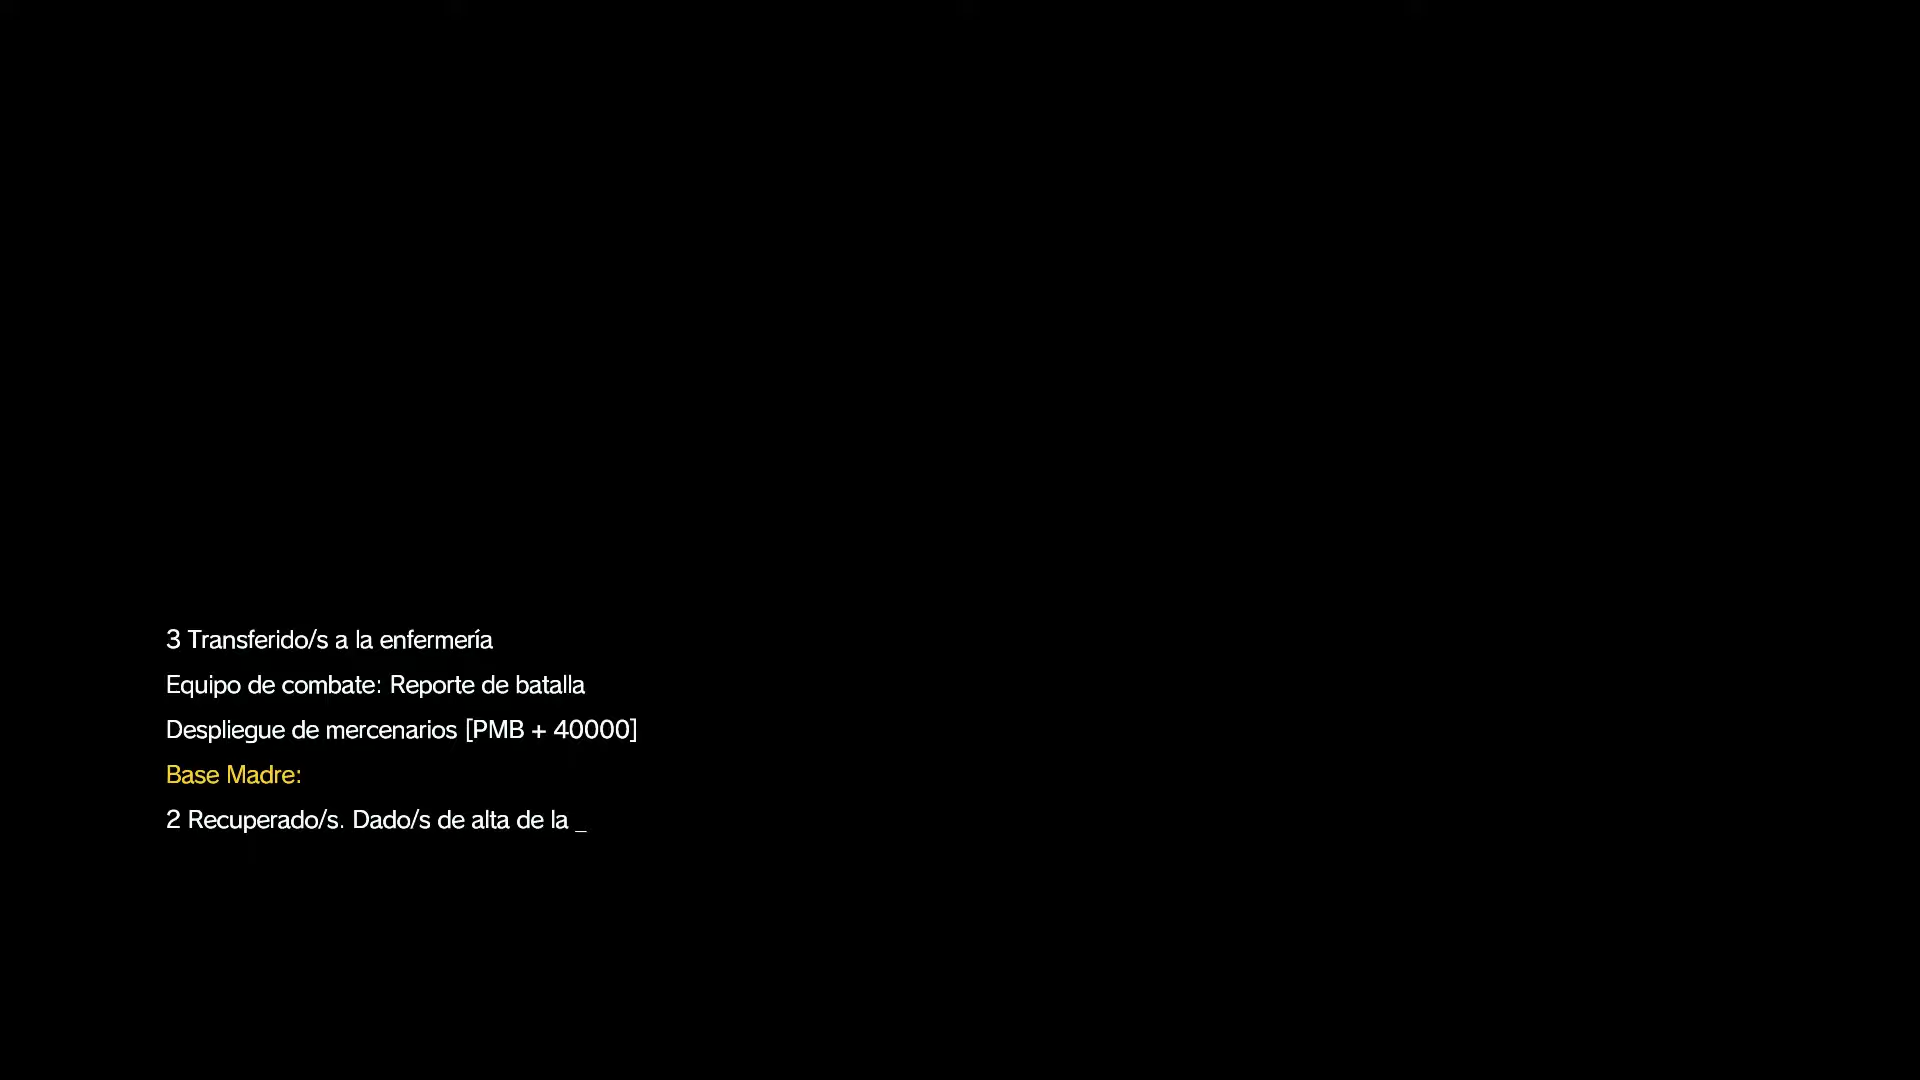 3 Transferido/s a la enfermería
Equipo de combate: Reporte de batalla
Despliegue de mercenarios [PMB + 40000]
Base Madre:
2 Recuperado/s. Dado/s de alta de la _